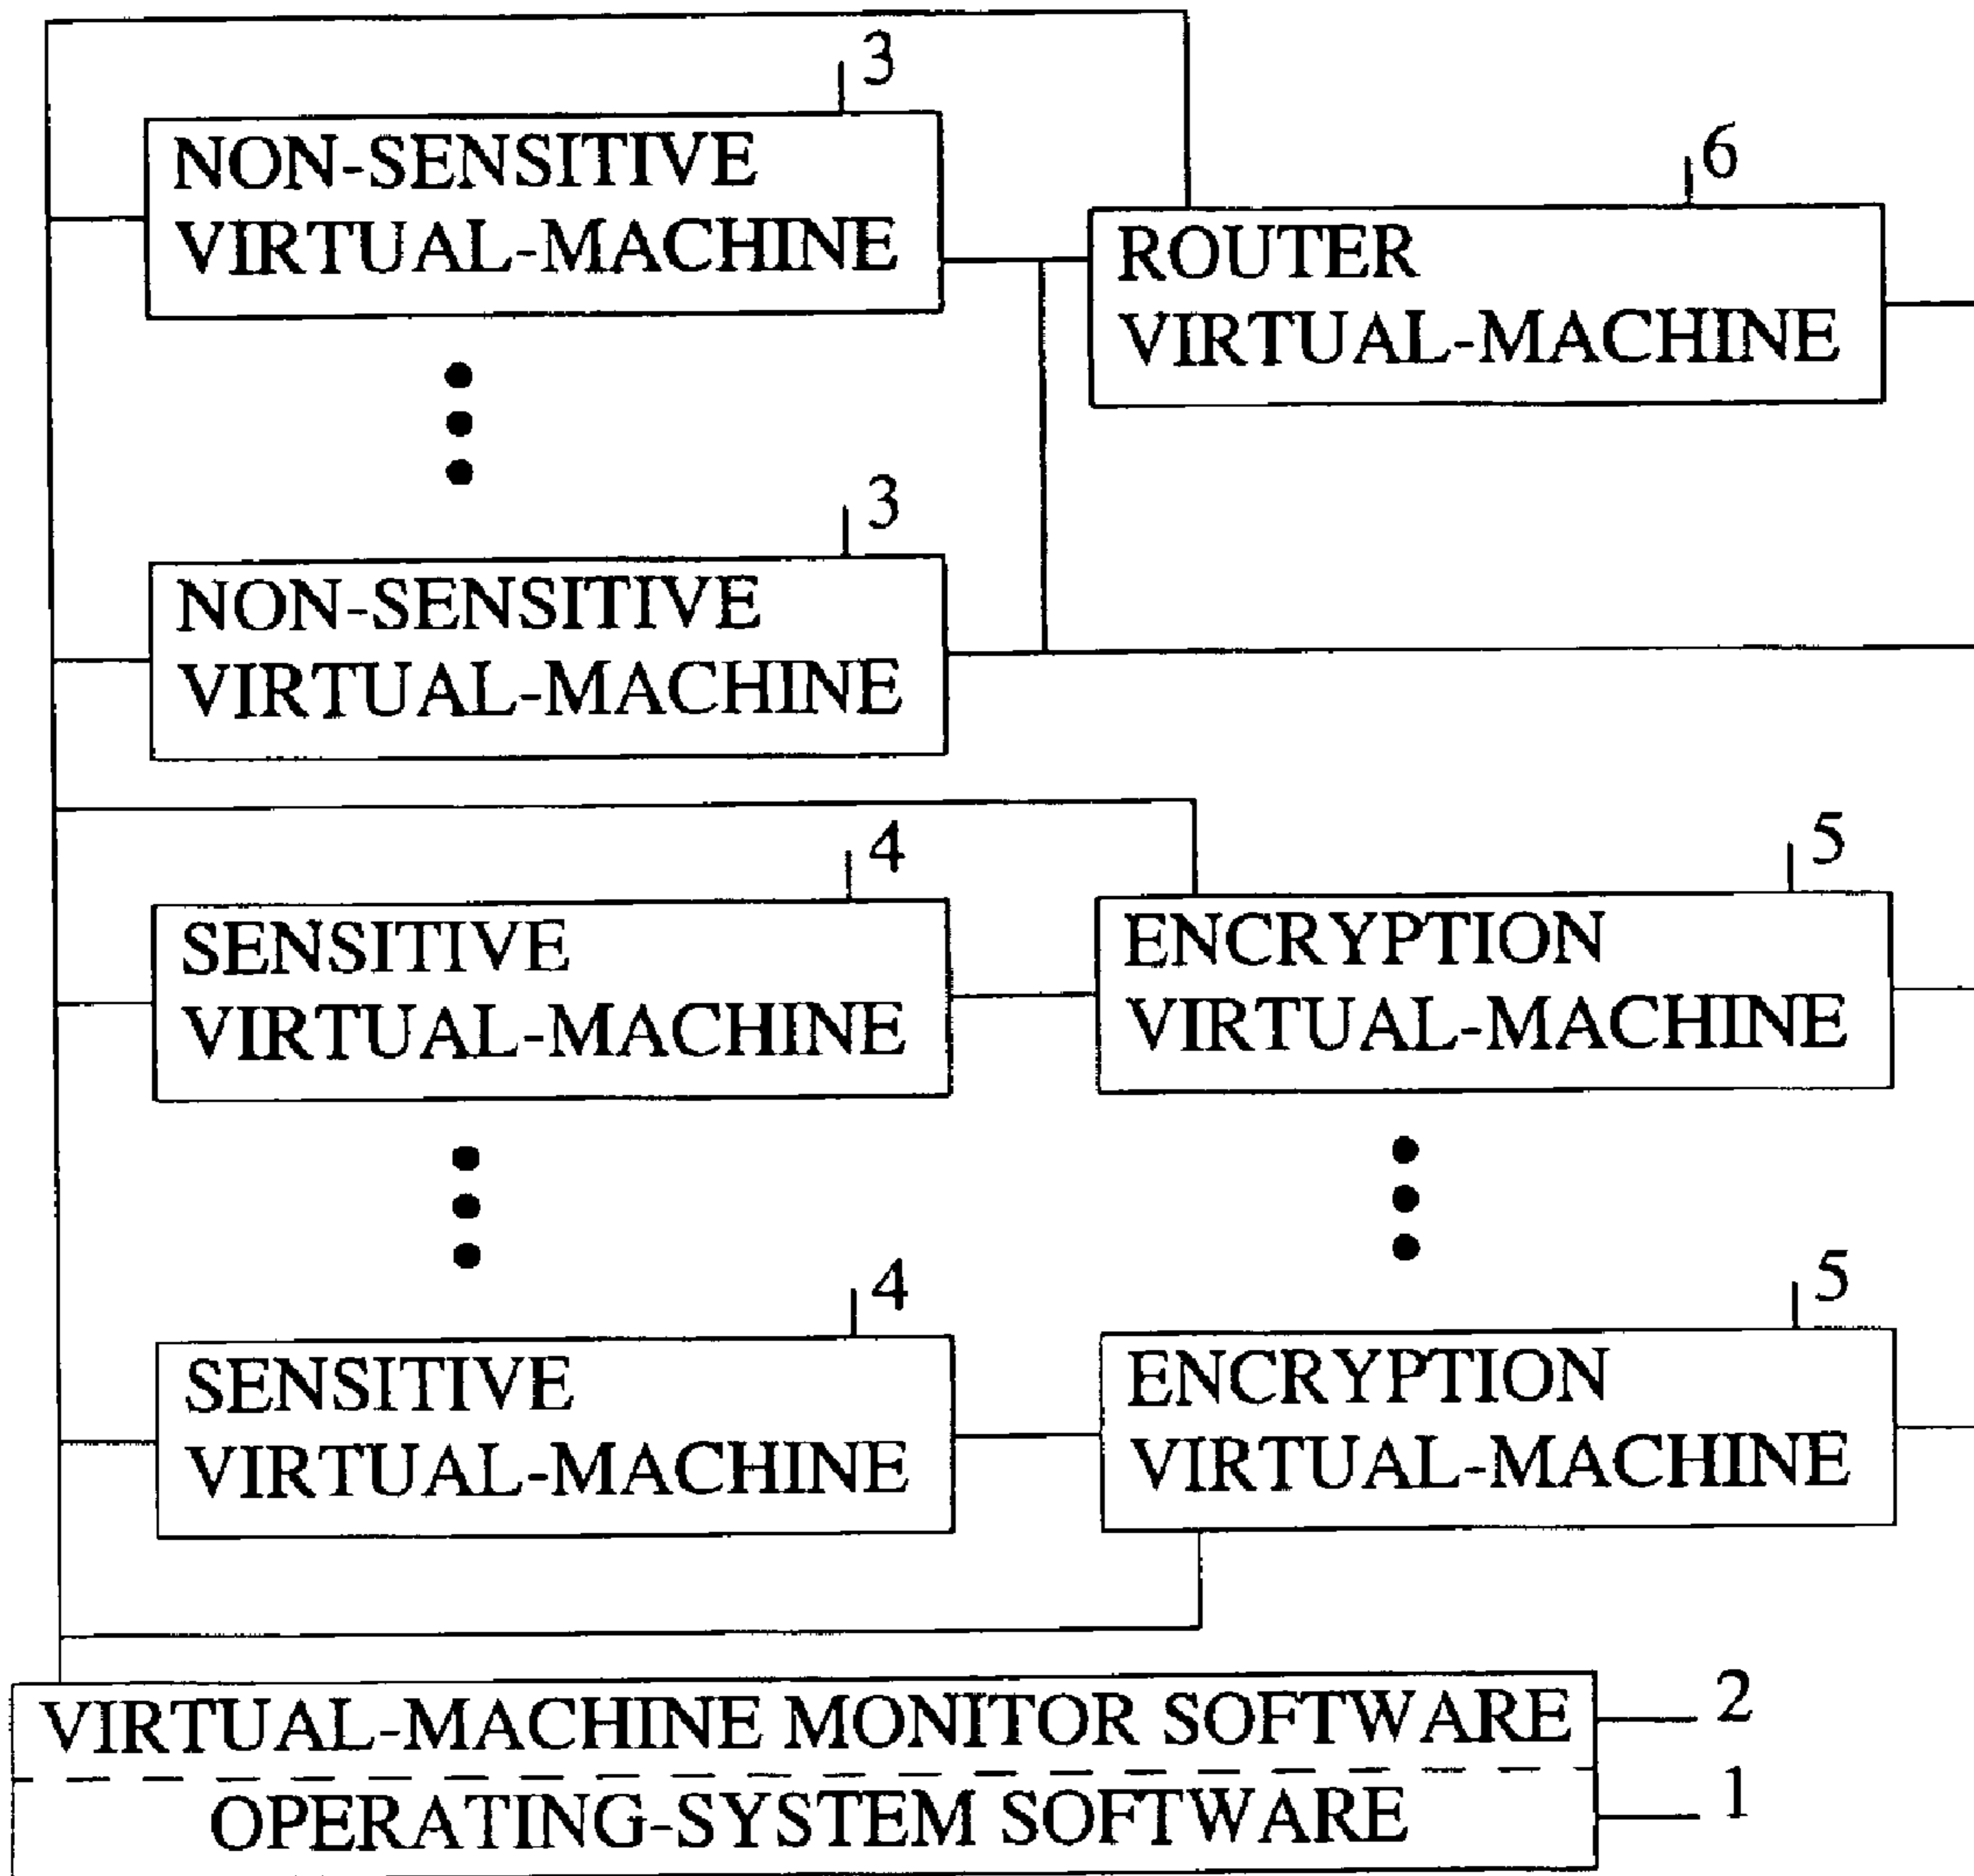 3
NON-SENSITIVE
VIRTUAL-MACHINE
6
ROUTER
VIRTUAL-MACHINE
3
NON-SENSITIVE
VIRTUAL-MACHINE
4
SENSITIVE
VIRTUAL-MACHINE
5
ENCRYPTION
VIRTUAL-MACHINE
4
SENSITIVE
VIRTUAL-MACHINE
5
ENCRYPTION
VIRTUAL-MACHINE
VIRTUAL-MACHINE MONITOR SOFTWARE 2
OPERATING-SYSTEM SOFTWARE 1